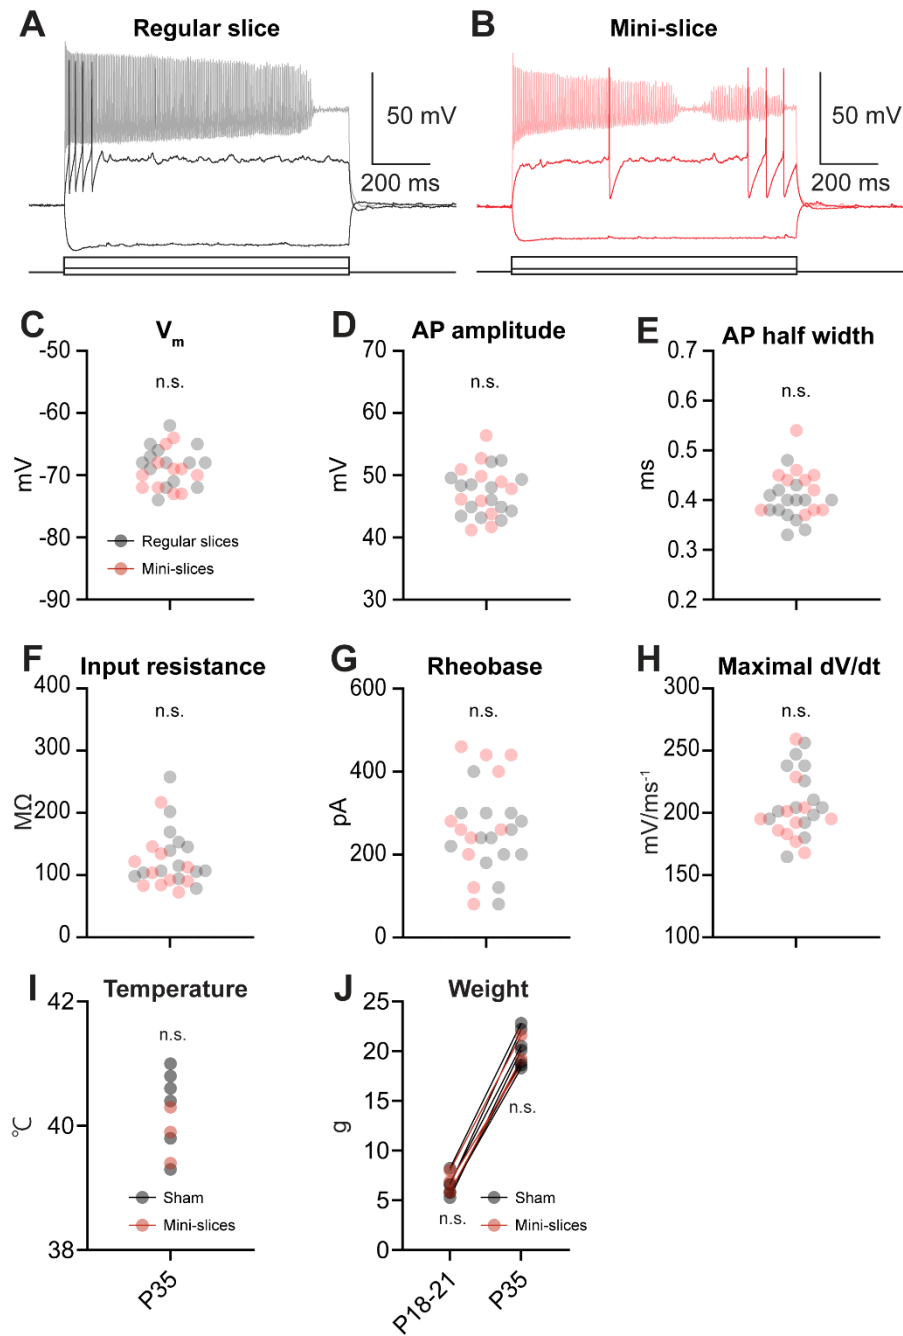 A Regular slice
B Mini-slice
50 mV
200 ms
50 mV
200 ms
C Vm
-50
-60
-70
-80
-90
mV
n.s.
Regular slices
Mini-slices
D AP amplitude
70
60
50
40
30
mV
n.s.
E AP half width
0.7
0.6
0.5
0.4
0.3
0.2
ms
n.s.
F Input resistance
400
300
200
100
0
MΩ
n.s.
G Rheobase
600
400
200
0
pA
n.s.
H Maximal dV/dt
300
250
200
150
100
mV/ms⁻¹
n.s.
I Temperature
42
40
38
℃
n.s.
Sham
Mini-slices
P35
J Weight
25
20
15
10
5
0
g
n.s.
n.s.
Sham
Mini-slices
P18-21
P35